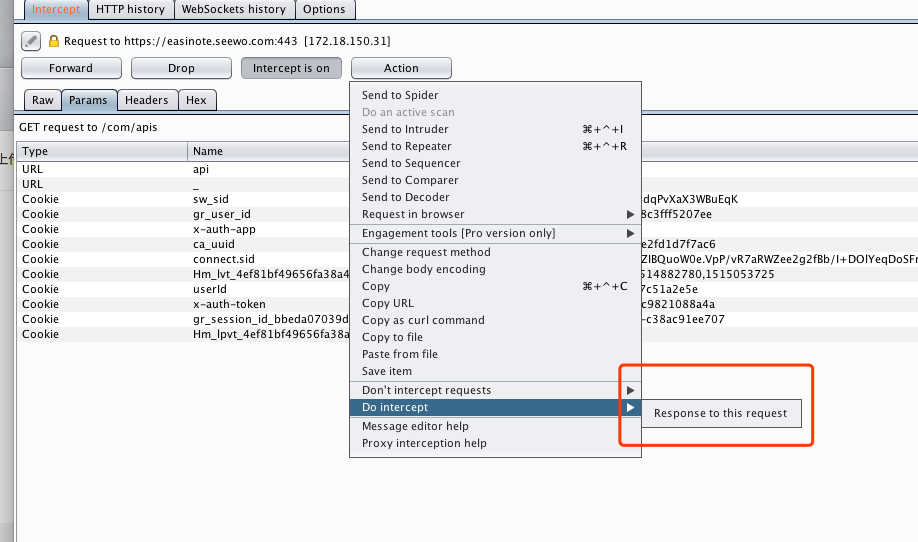 Intercept HTTP history WebSockets history Options
Request to https://easinote.seewo.com:443 [172.18.150.31]
Forward Drop Intercept is on Action
Raw Params Headers Hex
GET request to /com/apis
Type Name
URL api
URL _
Cookie sw_sid dqPvXaX3WBuEqK
Cookie gr_user_id 8c3fff5207ee
Cookie x-auth-app
Cookie ca_uuid e2fd1d7f7ac6
Cookie connect.sid ZIBQuoW0e.VpP/vR7aRWZee2g2fBb/I+DOlYeqDoSFr
Cookie Hm_lvt_4ef81bf49656fa38a4 514882780,1515053725
Cookie userId 7c51a2e5e
Cookie x-auth-token c9821088a4a
Cookie gr_session_id_bbeda07039d -c38ac91ee707
Cookie Hm_lpvt_4ef81bf49656fa38a
Send to Spider
Do an active scan
Send to Intruder ⌘+^+I
Send to Repeater ⌘+^+R
Send to Sequencer
Send to Comparer
Send to Decoder
Request in browser
Engagement tools [Pro version only]
Change request method
Change body encoding
Copy ⌘+^+C
Copy URL
Copy as curl command
Copy to file
Paste from file
Save item
Don't intercept requests
Do intercept
Response to this request
Message editor help
Proxy interception help